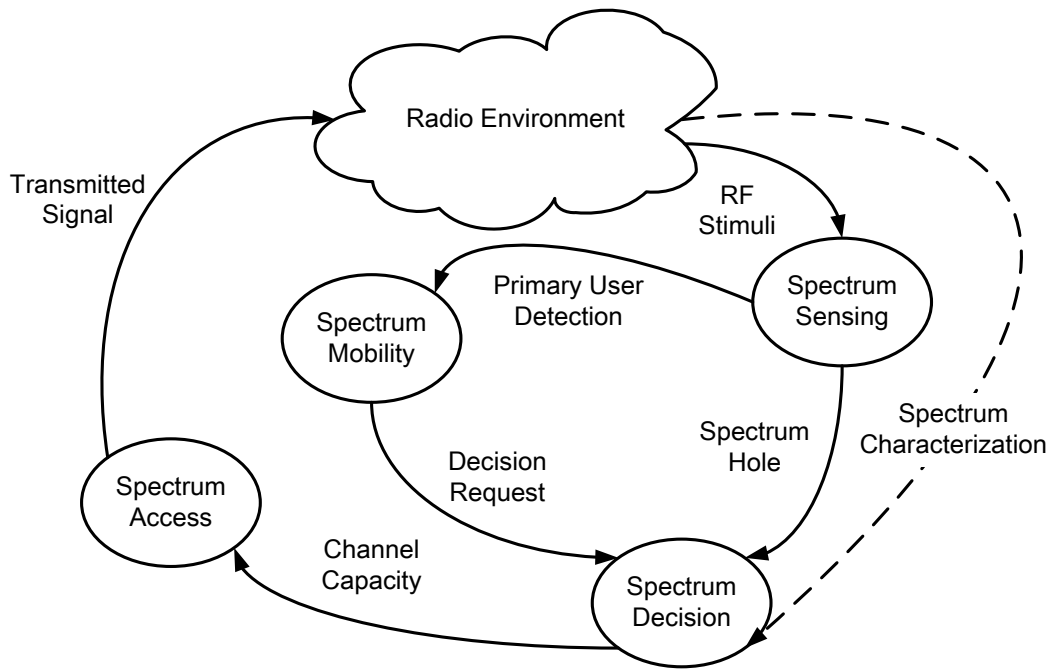 Radio Environment
Transmitted
Signal
RF
Stimuli
Primary User
Detection
Spectrum
Sensing
Spectrum
Mobility
Spectrum
Hole
Spectrum
Characterization
Decision
Request
Spectrum
Access
Channel
Capacity
Spectrum
Decision